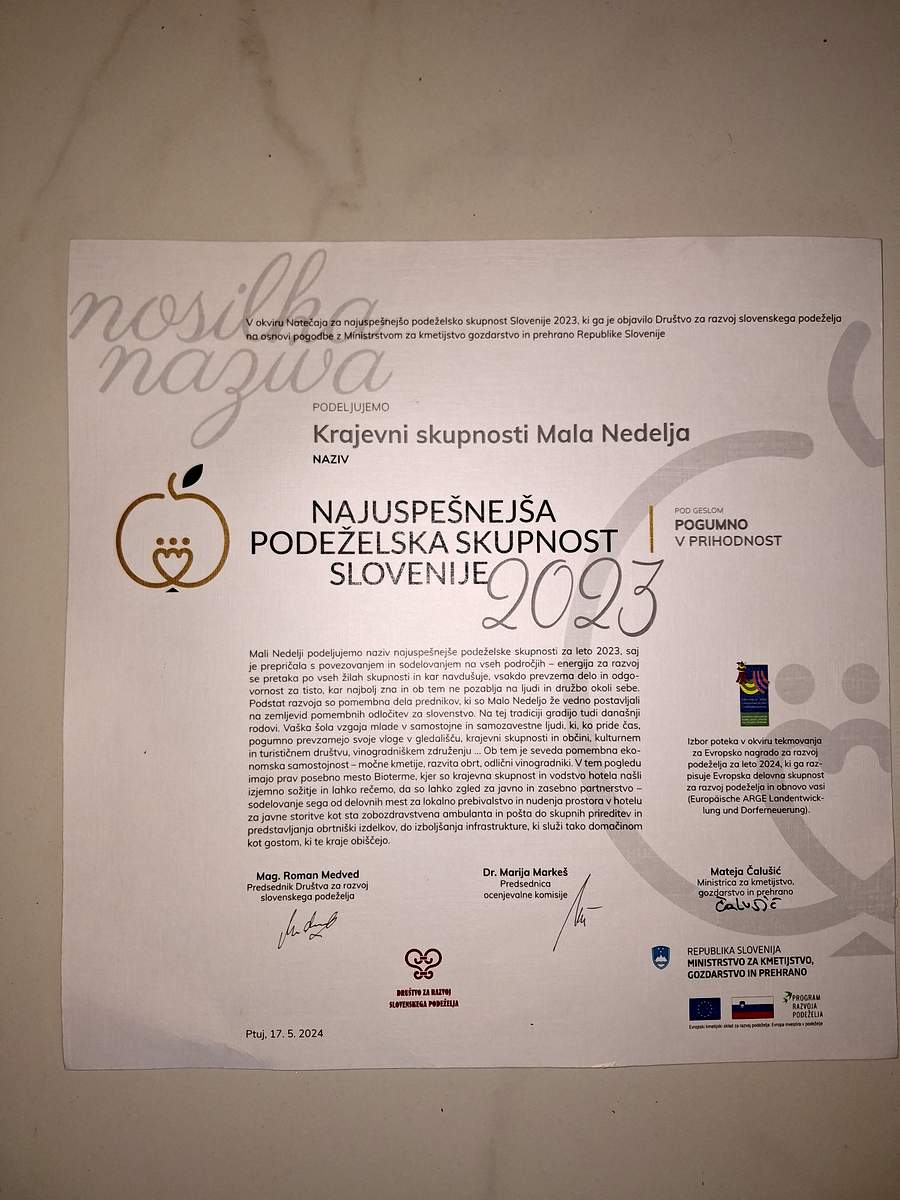 nosilka
naziva
V okviru Natečaja za najuspešnejšo podeželsko skupnost Slovenije 2023, ki ga je objavilo Društvo za razvoj slovenskega podeželja
na osnovi pogodbe z Ministrstvom za kmetijstvo gozdarstvo in prehrano Republike Slovenije
PODELJUJEMO
Krajevni skupnosti Mala Nedelja
NAZIV
NAJUSPEŠNEJŠA
PODEŽELSKA SKUPNOST
SLOVENIJE
2023
POD GESLOM
POGUMNO
V PRIHODNOST
Mali Nedelji podeljujemo naziv najuspešnejše podeželske skupnosti za leto 2023, saj
je prepričala s povezovanjem in sodelovanjem na vseh področjih – energija za razvoj
se pretaka po vseh žilah skupnosti in kar navdušuje, vsakdo prevzema delo in odgo-
vornost za tisto, kar najbolj zna in ob tem ne pozablja na ljudi in družbo okoli sebe.
Podstat razvoja so pomembna dela prednikov, ki so Malo Nedeljo že vedno postavljali
na zemljevid pomembnih odločitev za slovenstvo. Na tej tradiciji gradijo tudi današnji
rodovi. Vaška šola vzgaja mlade v samostojne in samozavestne ljudi, ki, ko pride čas,
pogumno prevzamejo svoje vloge v gledališču, krajevni skupnosti in občini, kulturnem
in turističnem društvu, vinogradniškem združenju ... Ob tem je seveda pomembna eko-
nomska samostojnost – močne kmetije, razvita obrt, odlični vinogradniki. V tem pogledu
imajo prav posebno mesto Bioterme, kjer so krajevna skupnost in vodstvo hotela našli
izjemno sožitje in lahko rečemo, da so lahko zgled za javno in zasebno partnerstvo –
sodelovanje sega od delovnih mest za lokalno prebivalstvo in nudenja prostora v hotelu
za javne storitve kot sta zobozdravstvena ambulanta in pošta do skupnih prireditev in
predstavljanja obrtniški izdelkov, do izboljšanja infrastrukture, ki služi tako domačinom
kot gostom, ki te kraje obiščejo.
Izbor poteka v okviru tekmovanja
za Evropsko nagrado za razvoj
podeželja za leto 2024, ki ga raz-
pisuje Evropska delovna skupnost
za razvoj podeželja in obnovo vasi
(Europäische ARGE Landentwick-
lung und Dorferneuerung).
Mag. Roman Medved
Predsednik Društva za razvoj
slovenskega podeželja
Dr. Marija Markeš
Predsednica
ocenjevalne komisije
Mateja Čalušić
Ministrica za kmetijstvo,
gozdarstvo in prehrano
Čalušić
DRUŠTVO ZA RAZVOJ
SLOVENSKEGA PODEŽELJA
REPUBLIKA SLOVENIJA
MINISTRSTVO ZA KMETIJSTVO,
GOZDARSTVO IN PREHRANO
PROGRAM
RAZVOJA
PODEŽELJA
Evropski kmetijski sklad za razvoj podeželja: Evropa investira v podeželje
Ptuj, 17. 5. 2024